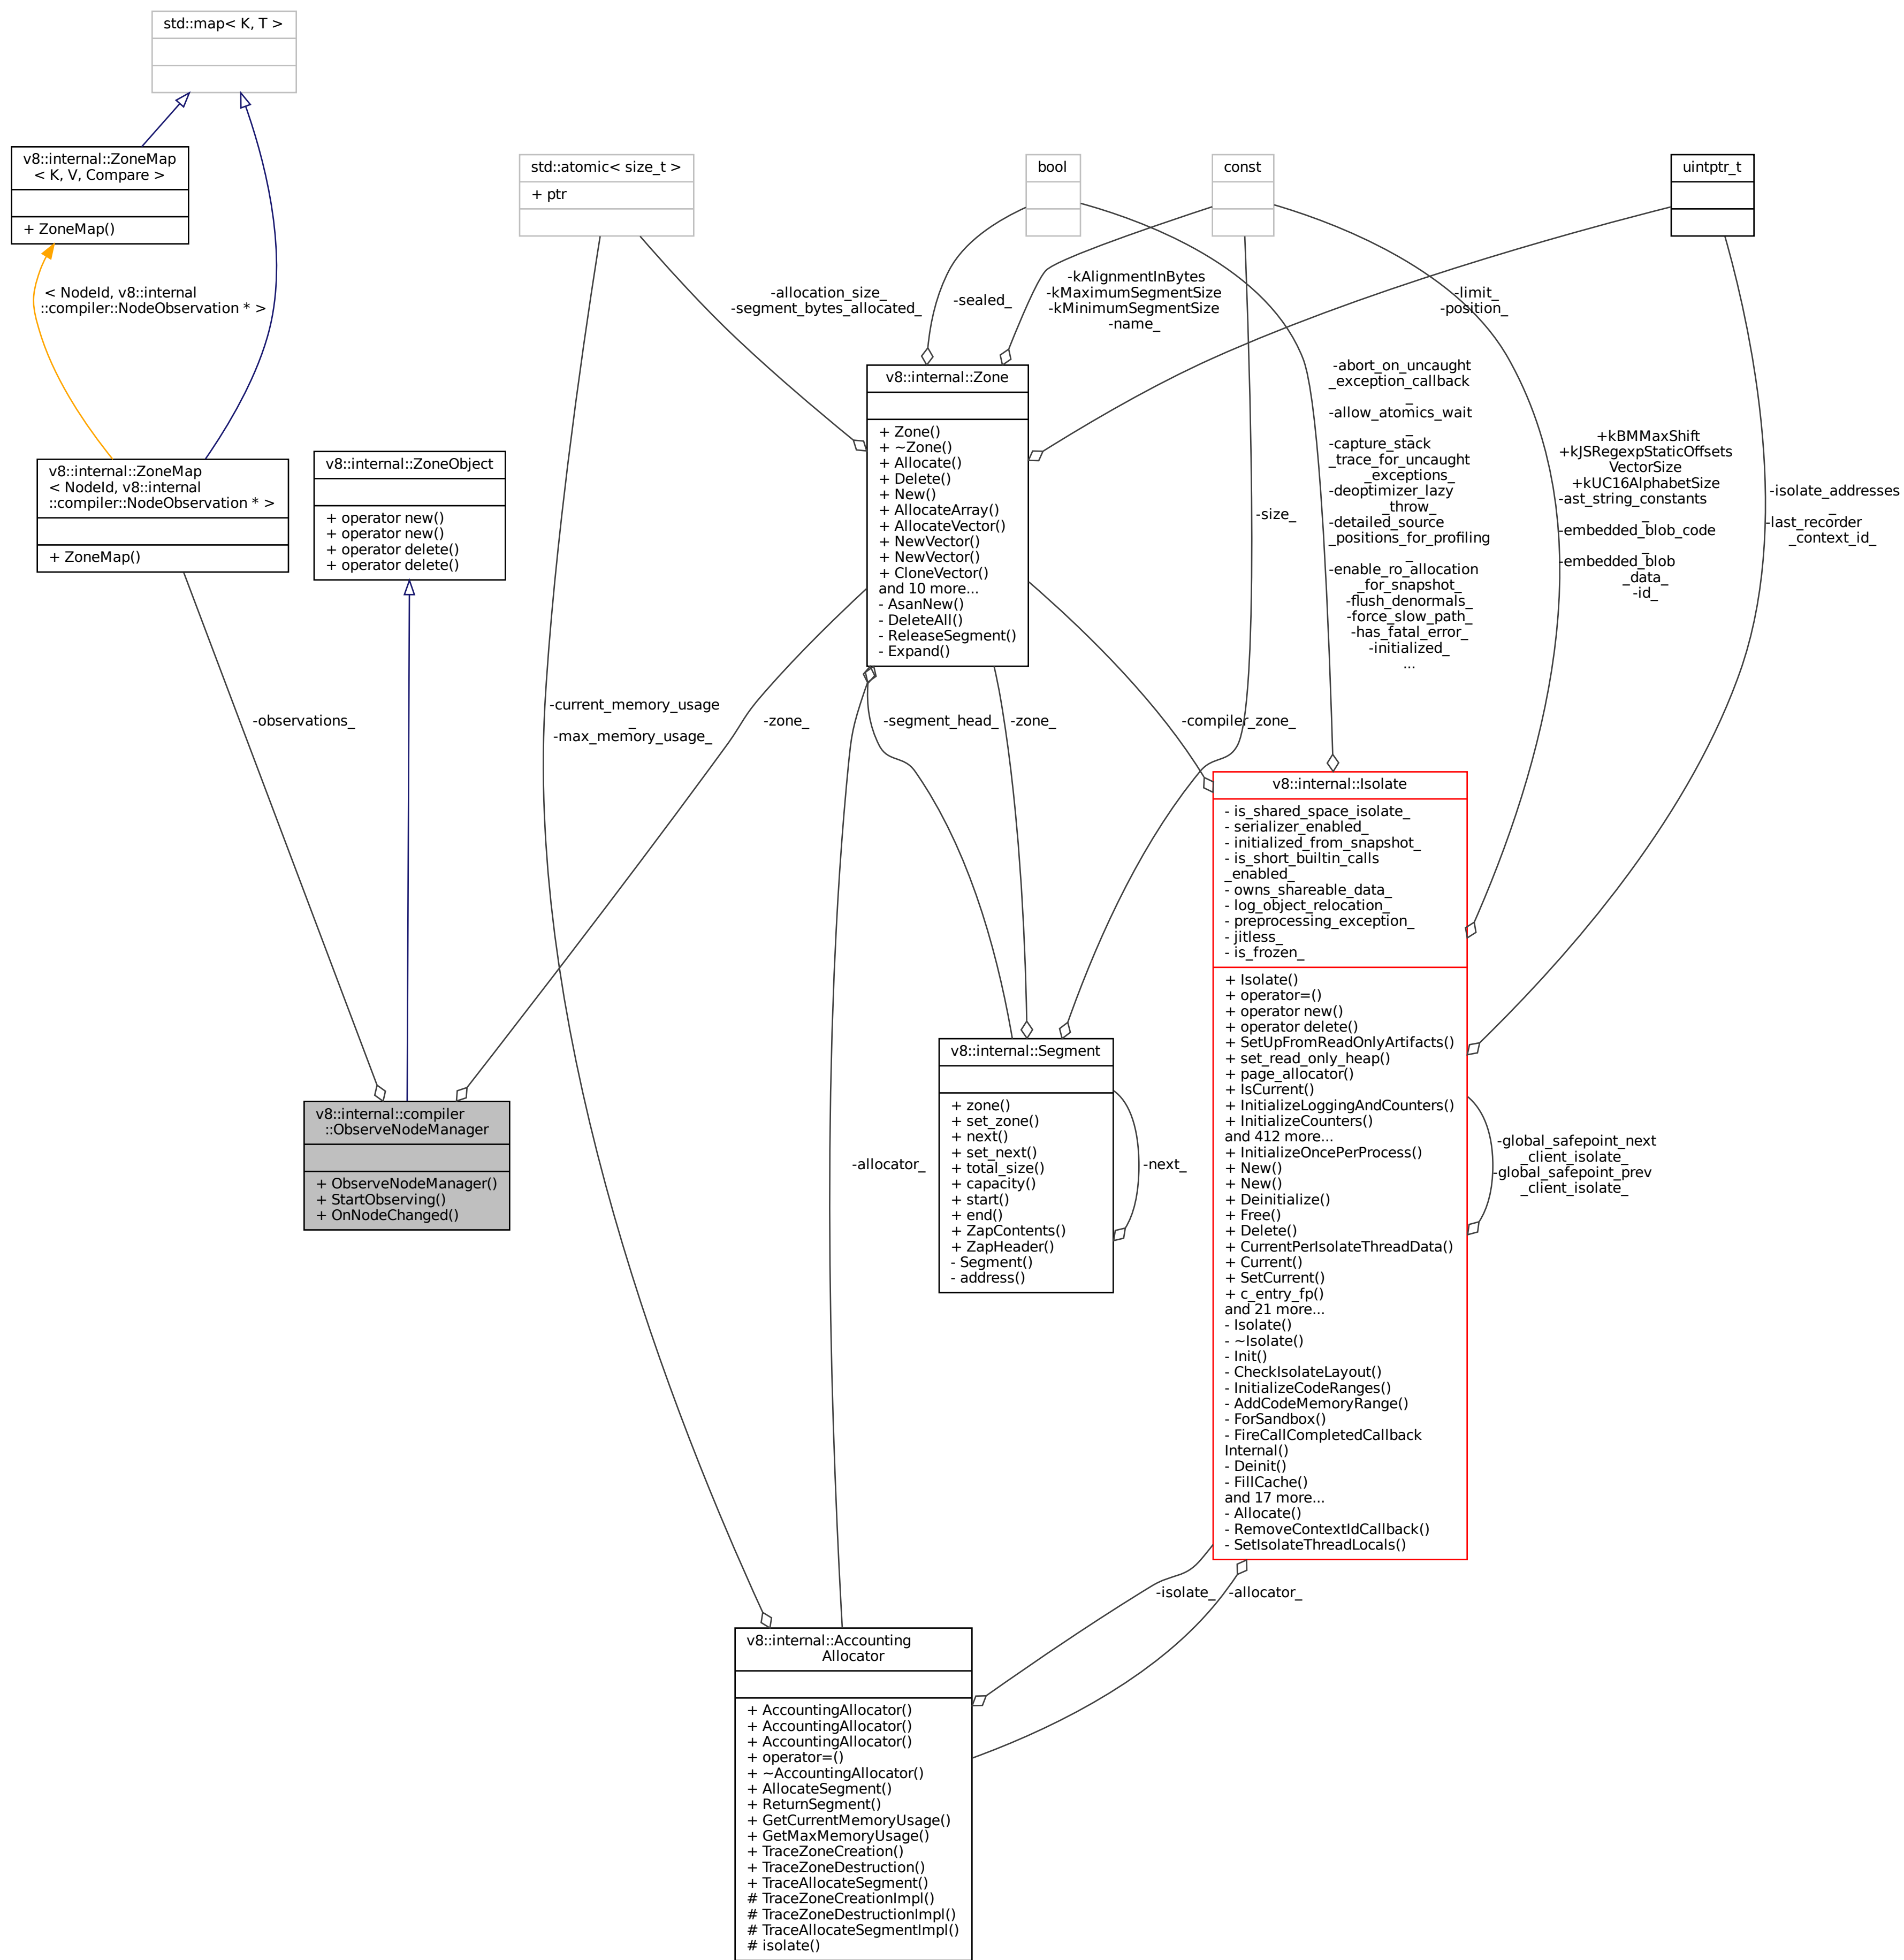 std::map< K, T >
v8::internal::ZoneMap
< K, V, Compare >
+ ZoneMap()
< NodeId, v8::internal
::compiler::NodeObservation * >
v8::internal::ZoneMap
< NodeId, v8::internal
::compiler::NodeObservation * >
+ ZoneMap()
v8::internal::ZoneObject
+ operator new()
+ operator new()
+ operator delete()
+ operator delete()
-observations_
v8::internal::compiler
::ObserveNodeManager
+ ObserveNodeManager()
+ StartObserving()
+ OnNodeChanged()
std::atomic< size_t >
+ ptr
bool
const
uintptr_t
-allocation_size_
-segment_bytes_allocated_
-sealed_
-kAlignmentInBytes
-kMaximumSegmentSize
-kMinimumSegmentSize
-name_
-limit_
-position_
v8::internal::Zone
+ Zone()
+ ~Zone()
+ Allocate()
+ Delete()
+ New()
+ AllocateArray()
+ AllocateVector()
+ NewVector()
+ NewVector()
+ CloneVector()
and 10 more...
- AsanNew()
- DeleteAll()
- ReleaseSegment()
- Expand()
-size_
-abort_on_uncaught
_exception_callback
_
-allow_atomics_wait
_
-capture_stack
_trace_for_uncaught
_exceptions_
-deoptimizer_lazy
_throw_
-detailed_source
_positions_for_profiling
_
-enable_ro_allocation
_for_snapshot_
-flush_denormals_
-force_slow_path_
-has_fatal_error_
-initialized_
...
+kBMMaxShift
+kJSRegexpStaticOffsets
VectorSize
+kUC16AlphabetSize
-ast_string_constants
_
-embedded_blob_code
_
-embedded_blob
_data_
-id_
-isolate_addresses
_
-last_recorder
_context_id_
-current_memory_usage
_
-max_memory_usage_
-zone_
-segment_head_
-zone_
-compiler_zone_
v8::internal::Isolate
- is_shared_space_isolate_
- serializer_enabled_
- initialized_from_snapshot_
- is_short_builtin_calls
_enabled_
- owns_shareable_data_
- log_object_relocation_
- preprocessing_exception_
- jitless_
- is_frozen_
+ Isolate()
+ operator=()
+ operator new()
+ operator delete()
+ SetUpFromReadOnlyArtifacts()
+ set_read_only_heap()
+ page_allocator()
+ IsCurrent()
+ InitializeLoggingAndCounters()
+ InitializeCounters()
and 412 more...
+ InitializeOncePerProcess()
+ New()
+ New()
+ Deinitialize()
+ Free()
+ Delete()
+ CurrentPerIsolateThreadData()
+ Current()
+ SetCurrent()
+ c_entry_fp()
and 21 more...
- Isolate()
- ~Isolate()
- Init()
- CheckIsolateLayout()
- InitializeCodeRanges()
- AddCodeMemoryRange()
- ForSandbox()
- FireCallCompletedCallback
Internal()
- Deinit()
- FillCache()
and 17 more...
- Allocate()
- RemoveContextIdCallback()
- SetIsolateThreadLocals()
-global_safepoint_next
_client_isolate_
-global_safepoint_prev
_client_isolate_
v8::internal::Segment
+ zone()
+ set_zone()
+ next()
+ set_next()
+ total_size()
+ capacity()
+ start()
+ end()
+ ZapContents()
+ ZapHeader()
- Segment()
- address()
-next_
-allocator_
-isolate_
-allocator_
v8::internal::Accounting
Allocator
+ AccountingAllocator()
+ AccountingAllocator()
+ AccountingAllocator()
+ operator=()
+ ~AccountingAllocator()
+ AllocateSegment()
+ ReturnSegment()
+ GetCurrentMemoryUsage()
+ GetMaxMemoryUsage()
+ TraceZoneCreation()
+ TraceZoneDestruction()
+ TraceAllocateSegment()
# TraceZoneCreationImpl()
# TraceZoneDestructionImpl()
# TraceAllocateSegmentImpl()
# isolate()